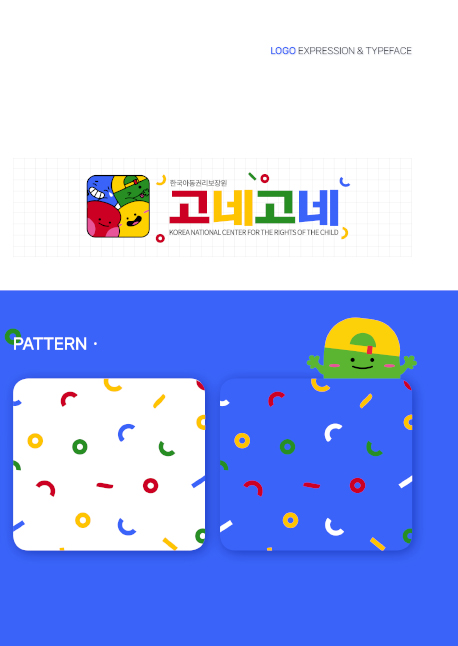 LOGO EXPRESSION & TYPEFACE
한국아동권리보장원
고네고네
KOREA NATIONAL CENTER FOR THE RIGHTS OF THE CHILD
PATTERN ·